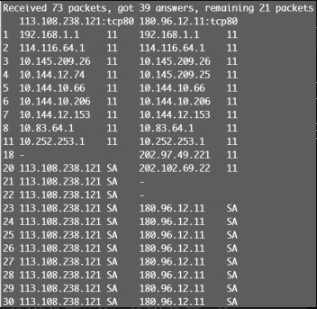 Received 73 packets, got 39 answers, remaining 21 packets
113.108.238.121:tcp80 180.96.12.11:tcp80
1 192.168.1.1 11 192.168.1.1 11
2 114.116.64.1 11 114.116.64.1 11
3 10.145.209.26 11 10.145.209.26 11
4 10.144.12.74 11 10.145.209.25 11
5 10.144.10.66 11 10.144.10.66 11
6 10.144.10.206 11 10.144.10.206 11
7 10.144.12.153 11 10.144.12.153 11
8 10.83.64.1 11 10.83.64.1 11
11 10.252.253.1 11 10.252.253.1 11
18 - 202.97.49.221 11
20 113.108.238.121 SA 202.102.69.22 11
21 113.108.238.121 SA -
22 113.108.238.121 SA -
23 113.108.238.121 SA 180.96.12.11 SA
24 113.108.238.121 SA 180.96.12.11 SA
25 113.108.238.121 SA 180.96.12.11 SA
26 113.108.238.121 SA 180.96.12.11 SA
27 113.108.238.121 SA 180.96.12.11 SA
28 113.108.238.121 SA 180.96.12.11 SA
29 113.108.238.121 SA 180.96.12.11 SA
30 113.108.238.121 SA 180.96.12.11 SA